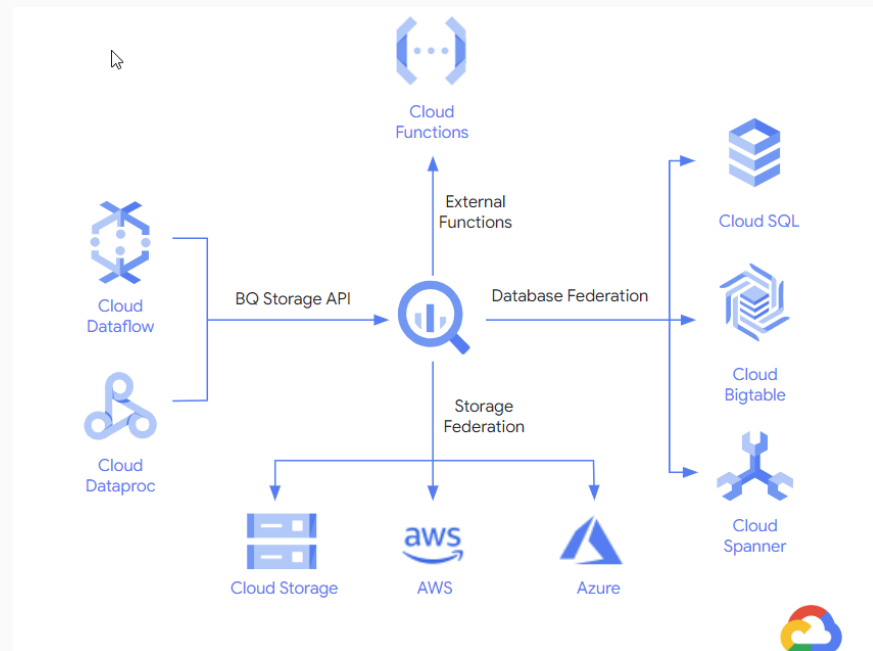 Cloud
Functions
External
Functions
Cloud SQL
Cloud
Dataflow
BQ Storage API
Database Federation
Cloud
Bigtable
Storage
Federation
Cloud
Dataproc
Cloud
Spanner
aws
Cloud Storage
AWS
Azure